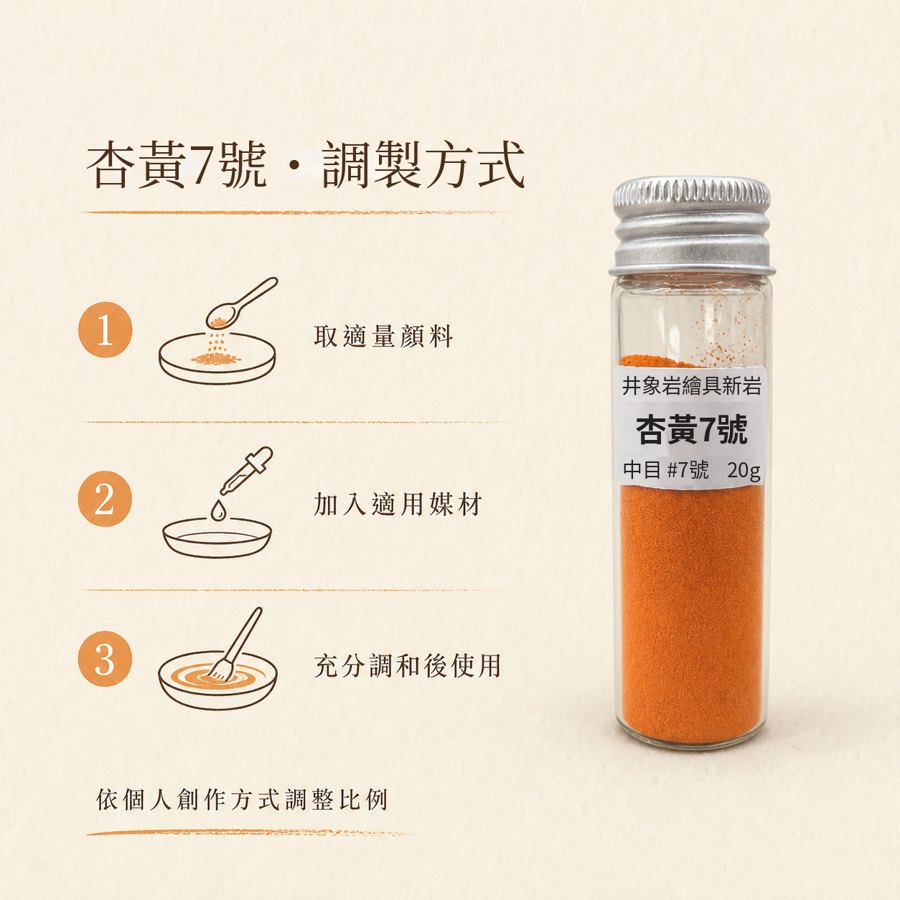 杏黃7號・調製方式
1
取適量顏料
2
加入適用媒材
3
充分調和後使用
依個人創作方式調整比例
井象岩繪具新岩
杏黃7號
中目 #7號 20g